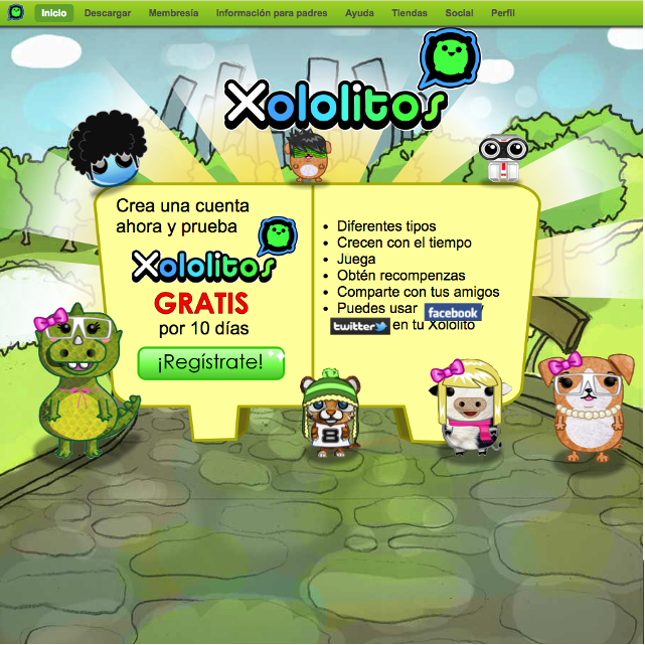 Inicio Descargar Membresía Información para padres Ayuda Tiendas Social Perfil
Xololitos
Crea una cuenta
ahora y prueba
Xololitos
GRATIS
por 10 días
¡Regístrate!
• Diferentes tipos
• Crecen con el tiempo
• Juega
• Obtén recompenzas
• Comparte con tus amigos
• Puedes usar facebook
twitter en tu Xololito
8